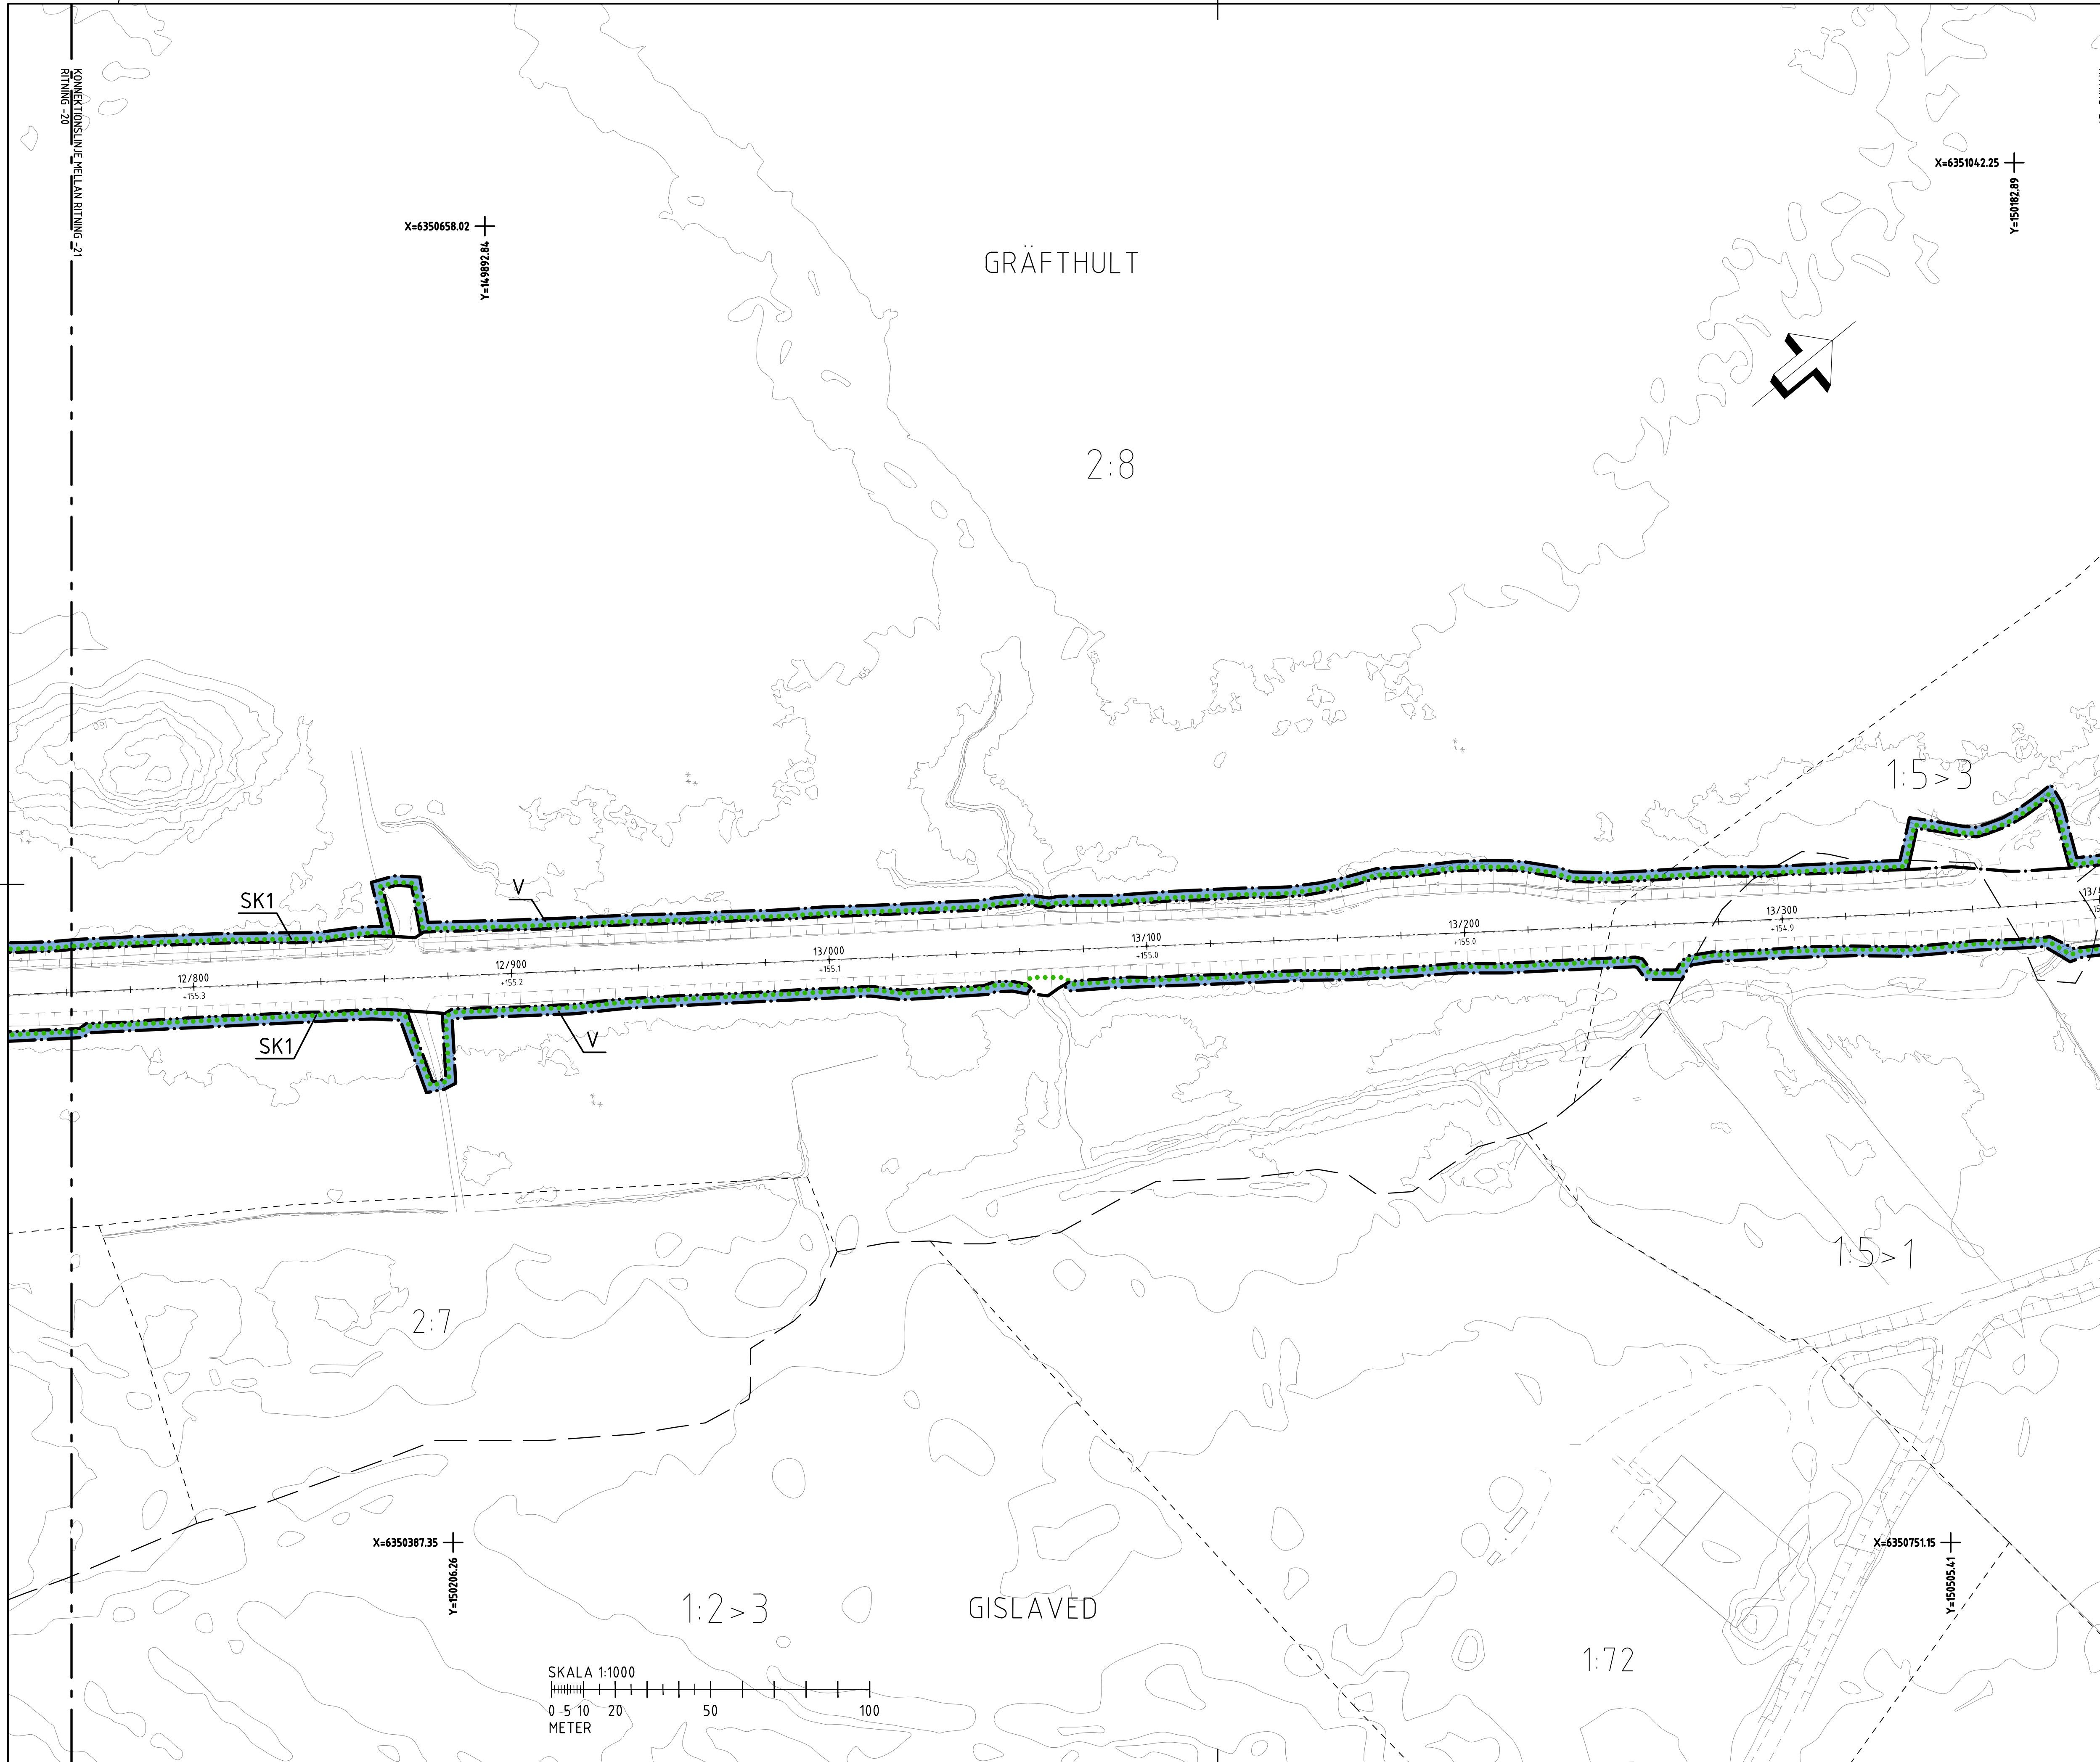 KONNEKTIONSLINJE MELLAN RITNING -21
RITNING -20
X=6350658.02
Y=149892.84
GRÄFTHULT
X=6351042.25
Y=150182.89
2:8
155
155
160
1:5>3
SK1
V
12/800
+155.3
12/900
+155.2
13/000
+155.1
13/100
+155.0
13/200
+155.0
13/300
+154.9
SK1
V
2:7
1:5>1
X=6350387.35
Y=150206.26
X=6350751.15
Y=150505.41
1:2>3
GISLAVED
1:72
SKALA 1:1000
0 5 10 20 50 100
METER